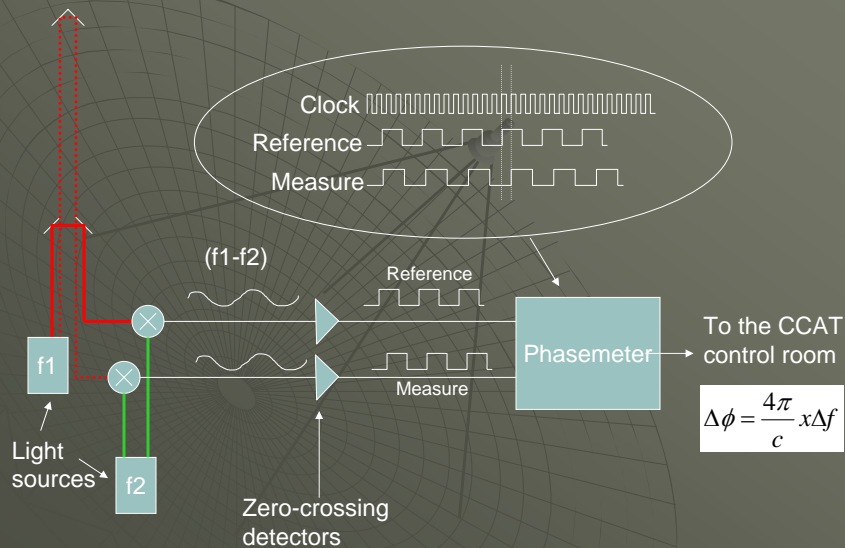 Clock
Reference
Measure
(f1-f2)
Reference
Measure
f1
f2
Light
sources
Zero-crossing
detectors
Phasemeter
To the CCAT
control room
Δϕ = 4π/c xΔf